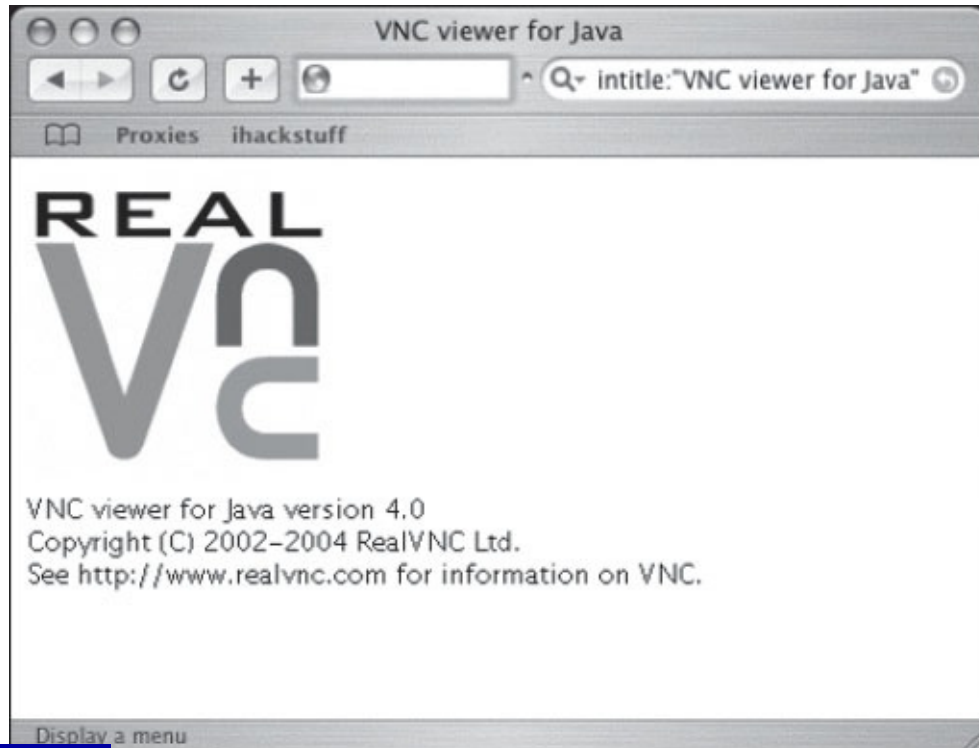 VNC viewer for Java
intitle:"VNC viewer for Java"
Proxies ihackstuff
REAL
Vnc
VNC viewer for Java version 4.0
Copyright (C) 2002–2004 RealVNC Ltd.
See http://www.realvnc.com for information on VNC.
Display a menu